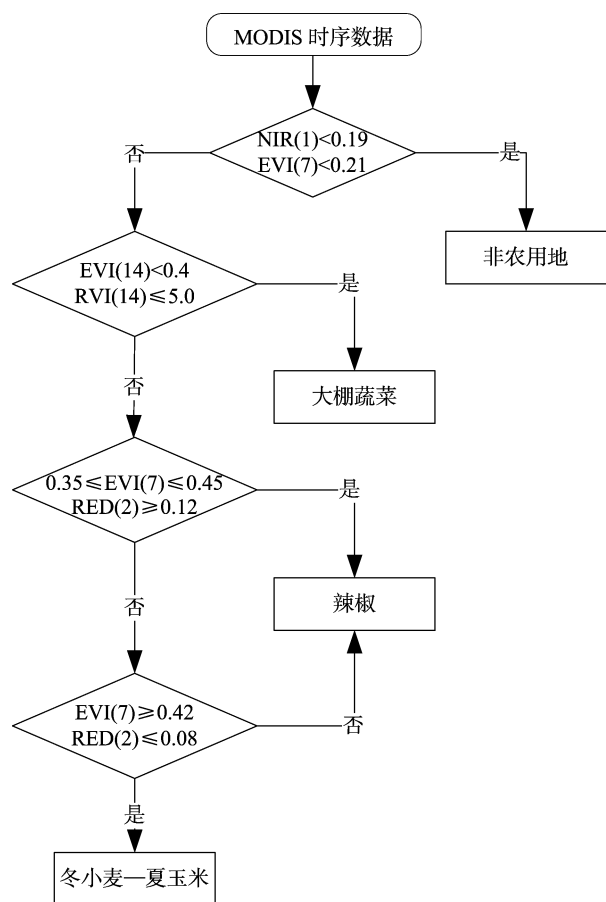 MODIS 时序数据
NIR(1)<0.19
EVI(7)<0.21
否
是
非农用地
EVI(14)<0.4
RVI(14)≤5.0
是
否
大棚蔬菜
0.35≤EVI(7)≤0.45
RED(2)≥0.12
是
否
辣椒
EVI(7)≥0.42
RED(2)≤0.08
否
是
冬小麦—夏玉米